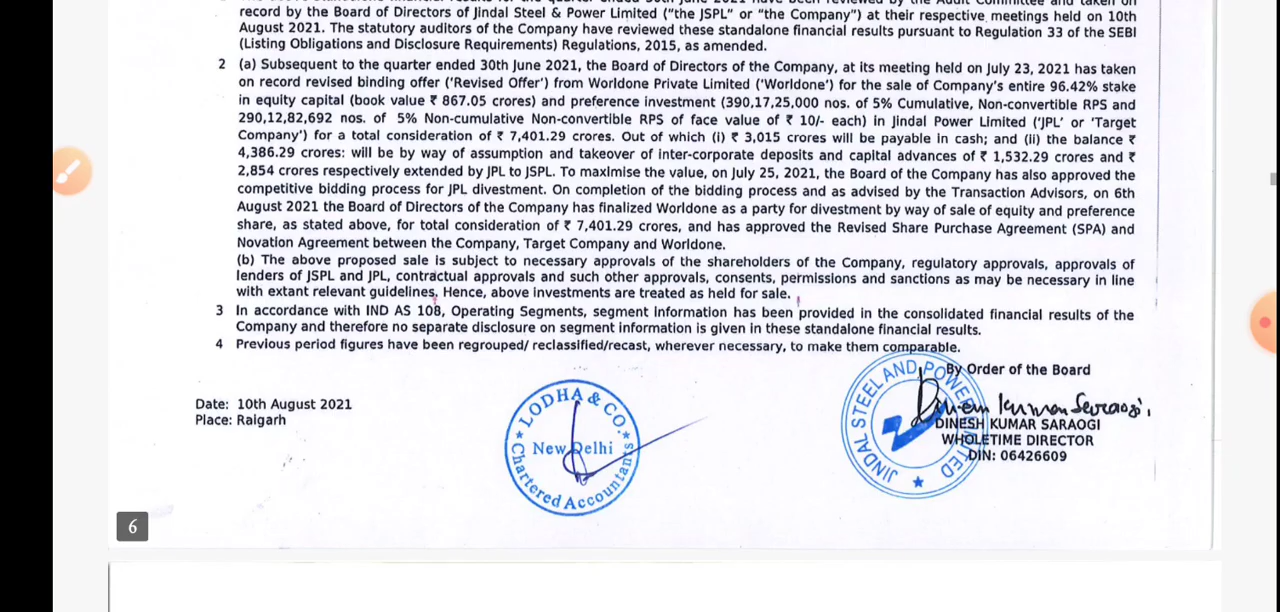 record by the Board of Directors of Jindal Steel & Power Limited ("the JSPL" or "the Company") at their respective meetings held on 10th
August 2021. The statutory auditors of the Company have reviewed these standalone financial results pursuant to Regulation 33 of the SEBI
(Listing Obligations and Disclosure Requirements) Regulations, 2015, as amended.
2 (a) Subsequent to the quarter ended 30th June 2021, the Board of Directors of the Company, at its meeting held on July 23, 2021 has taken
on record revised binding offer ('Revised Offer') from Worldone Private Limited ('Worldone') for the sale of Company's entire 96.42% stake
in equity capital (book value ₹ 867.05 crores) and preference investment (390,17,25,000 nos. of 5% Cumulative, Non-convertible RPS and
290,12,82,692 nos. of 5% Non-cumulative Non-convertible RPS of face value of ₹ 10/- each) in Jindal Power Limited ('JPL' or 'Target
Company') for a total consideration of ₹ 7,401.29 crores. Out of which (i) ₹ 3,015 crores will be payable in cash; and (ii) the balance ₹
4,386.29 crores: will be by way of assumption and takeover of inter-corporate deposits and capital advances of ₹ 1,532.29 crores and ₹
2,854 crores respectively extended by JPL to JSPL. To maximise the value, on July 25, 2021, the Board of the Company has also approved the
competitive bidding process for JPL divestment. On completion of the bidding process and as advised by the Transaction Advisors, on 6th
August 2021 the Board of Directors of the Company has finalized Worldone as a party for divestment by way of sale of equity and preference
share, as stated above, for total consideration of ₹ 7,401.29 crores, and has approved the Revised Share Purchase Agreement (SPA) and
Novation Agreement between the Company, Target Company and Worldone.
(b) The above proposed sale is subject to necessary approvals of the shareholders of the Company, regulatory approvals, approvals of
lenders of JSPL and JPL, contractual approvals and such other approvals, consents, permissions and sanctions as may be necessary in line
with extant relevant guidelines. Hence, above investments are treated as held for sale.
3 In accordance with IND AS 108, Operating Segments, segment information has been provided in the consolidated financial results of the
Company and therefore no separate disclosure on segment information is given in these standalone financial results.
4 Previous period figures have been regrouped/ reclassified/recast, wherever necessary, to make them comparable.
By Order of the Board
Date: 10th August 2021
Place: Raigarh
LODHA & CO.
New Delhi
Chartered Accountants
JINDAL STEEL AND POWER LIMITED
Dinesh Kumar Saraogi
DINESH KUMAR SARAOGI
WHOLETIME DIRECTOR
DIN: 06426609
6